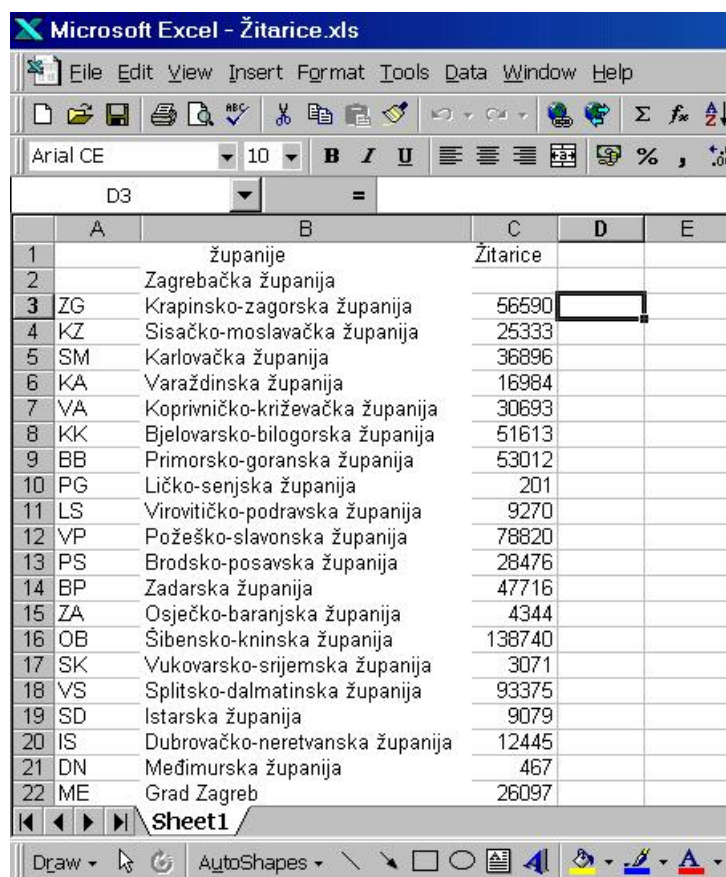 Microsoft Excel - Žitarice.xls
File Edit View Insert Format Tools Data Window Help
Arial CE 10 B I U % ,
D3 =
A B C D E
1 županije Žitarice
2 Zagrebačka županija
3 ZG Krapinsko-zagorska županija 56590
4 KZ Sisačko-moslavačka županija 25333
5 SM Karlovačka županija 36896
6 KA Varaždinska županija 16984
7 VA Koprivničko-križevačka županija 30693
8 KK Bjelovarsko-bilogorska županija 51613
9 BB Primorsko-goranska županija 53012
10 PG Ličko-senjska županija 201
11 LS Virovitičko-podravska županija 9270
12 VP Požeško-slavonska županija 78820
13 PS Brodsko-posavska županija 28476
14 BP Zadarska županija 47716
15 ZA Osječko-baranjska županija 4344
16 OB Šibensko-kninska županija 138740
17 SK Vukovarsko-srijemska županija 3071
18 VS Splitsko-dalmatinska županija 93375
19 SD Istarska županija 9079
20 IS Dubrovačko-neretvanska županija 12445
21 DN Međimurska županija 467
22 ME Grad Zagreb 26097
Sheet1
Draw AutoShapes